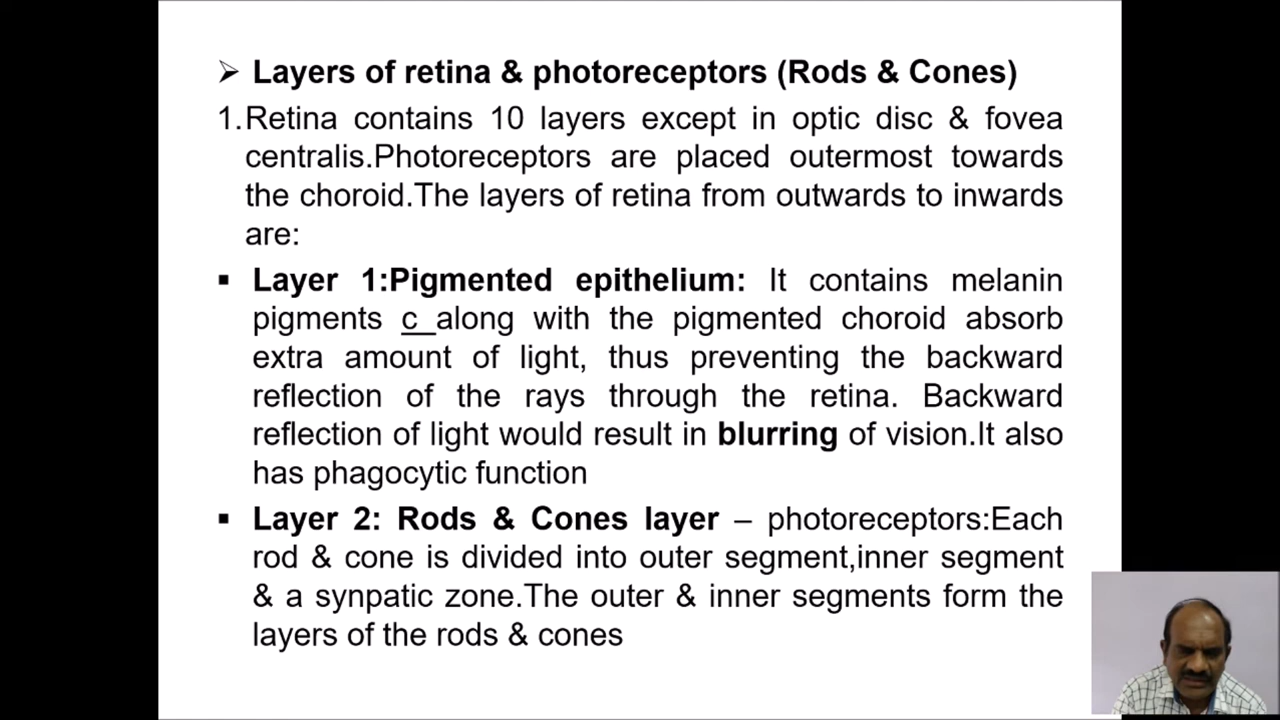 ➢ Layers of retina & photoreceptors (Rods & Cones)
1.Retina contains 10 layers except in optic disc & fovea
centralis.Photoreceptors are placed outermost towards
the choroid.The layers of retina from outwards to inwards
are:
▪ Layer 1:Pigmented epithelium: It contains melanin
pigments c along with the pigmented choroid absorb
extra amount of light, thus preventing the backward
reflection of the rays through the retina. Backward
reflection of light would result in blurring of vision.It also
has phagocytic function
▪ Layer 2: Rods & Cones layer – photoreceptors:Each
rod & cone is divided into outer segment,inner segment
& a synpatic zone.The outer & inner segments form the
layers of the rods & cones